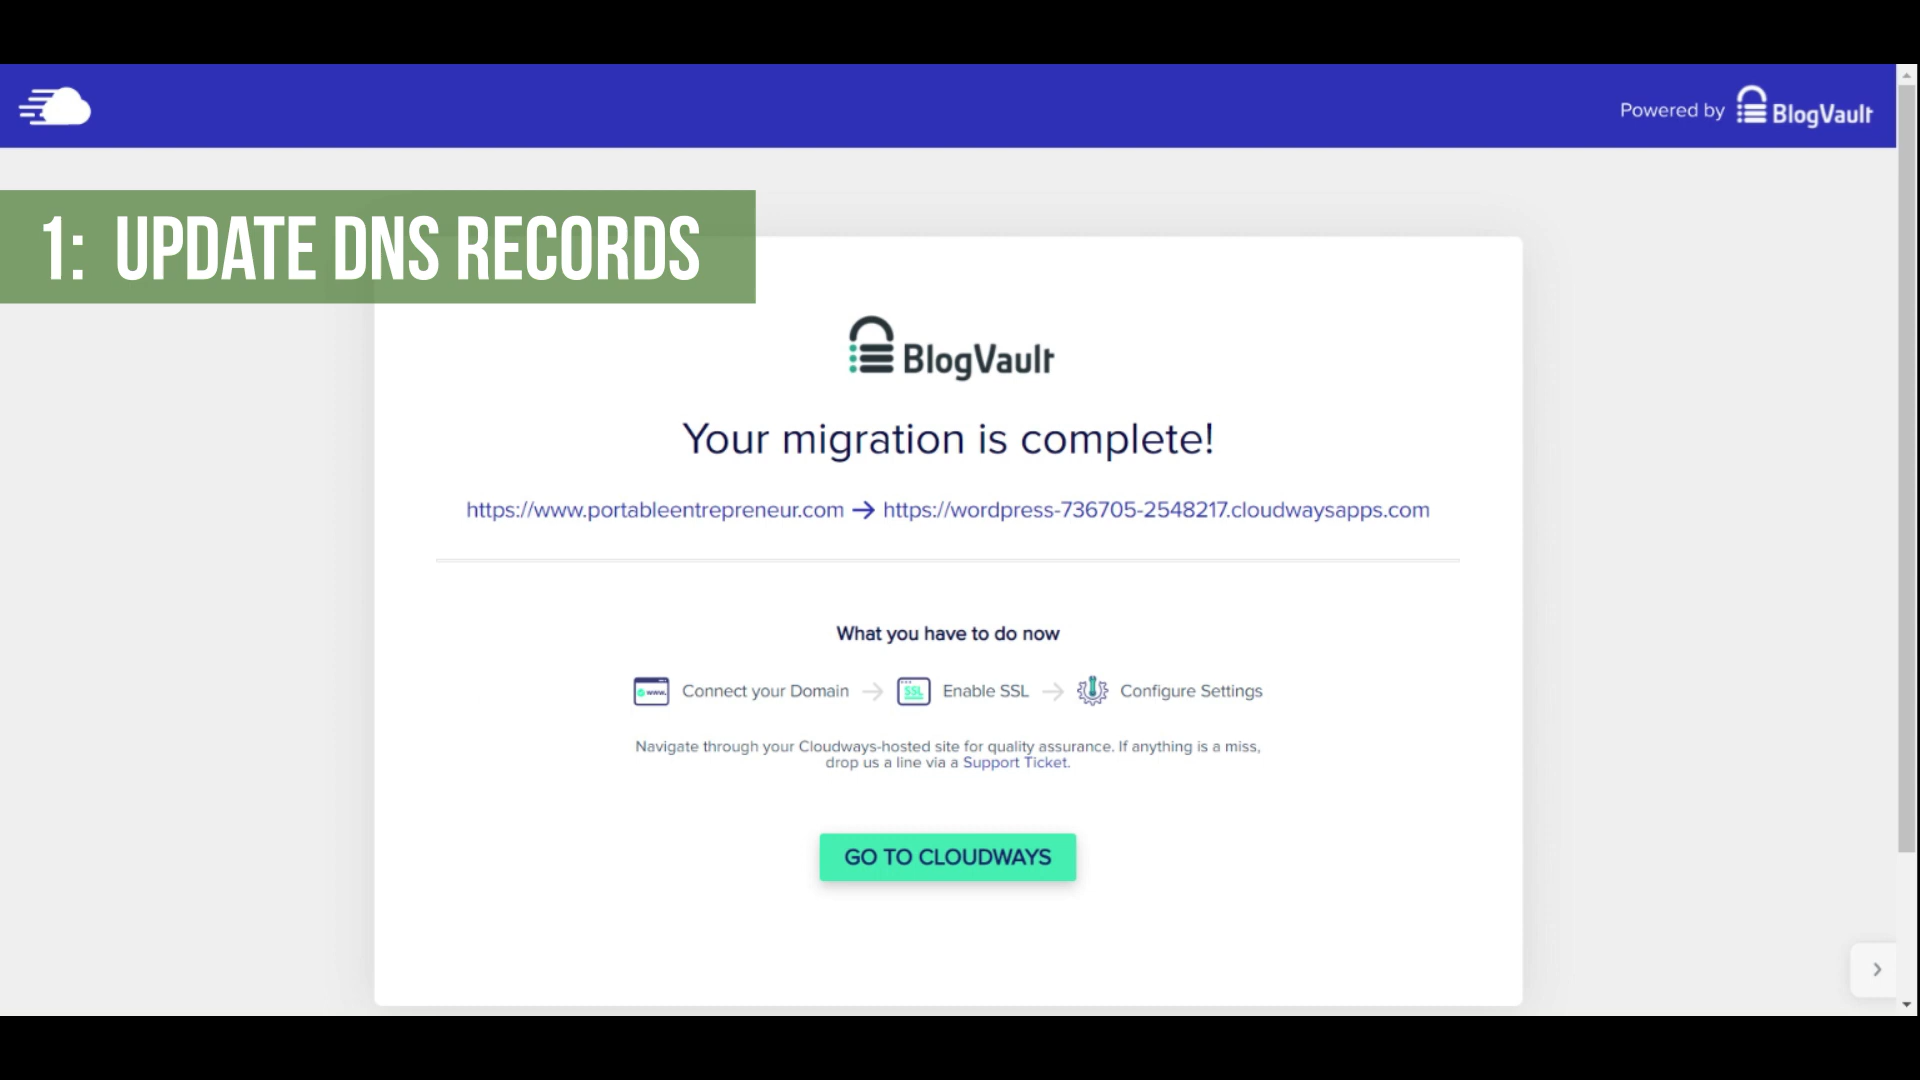 Powered by BlogVault
1: UPDATE DNS RECORDS
BlogVault
Your migration is complete!
https://www.portableentrepreneur.com → https://wordpress-736705-2548217.cloudwaysapps.com
What you have to do now
www. Connect your Domain → SSL Enable SSL → Configure Settings
Navigate through your Cloudways-hosted site for quality assurance. If anything is a miss,
drop us a line via a Support Ticket.
GO TO CLOUDWAYS